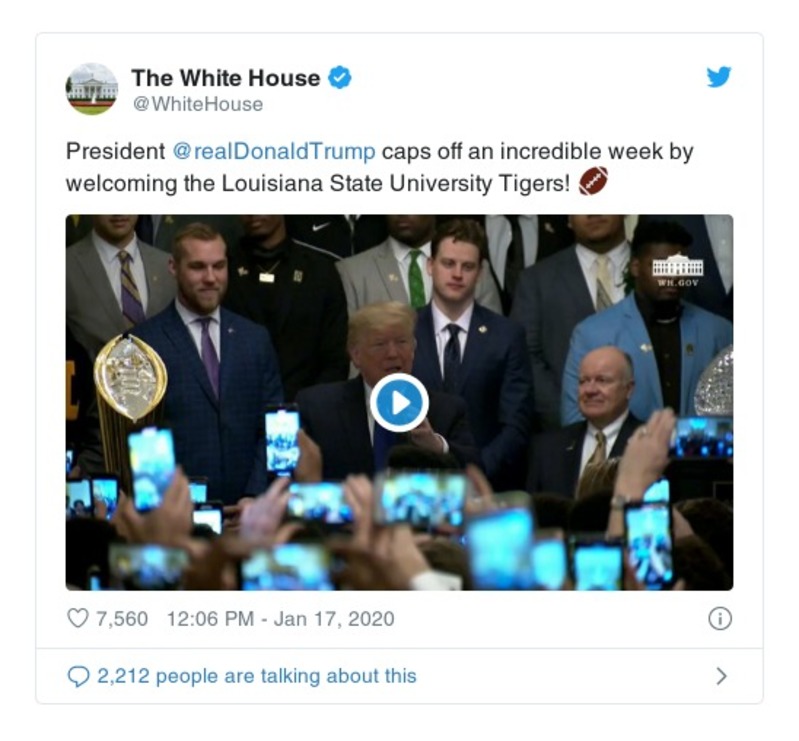 The White House
@WhiteHouse
President @realDonaldTrump caps off an incredible week by
welcoming the Louisiana State University Tigers! 🏈
WH.GOV
7,560 12:06 PM - Jan 17, 2020
2,212 people are talking about this